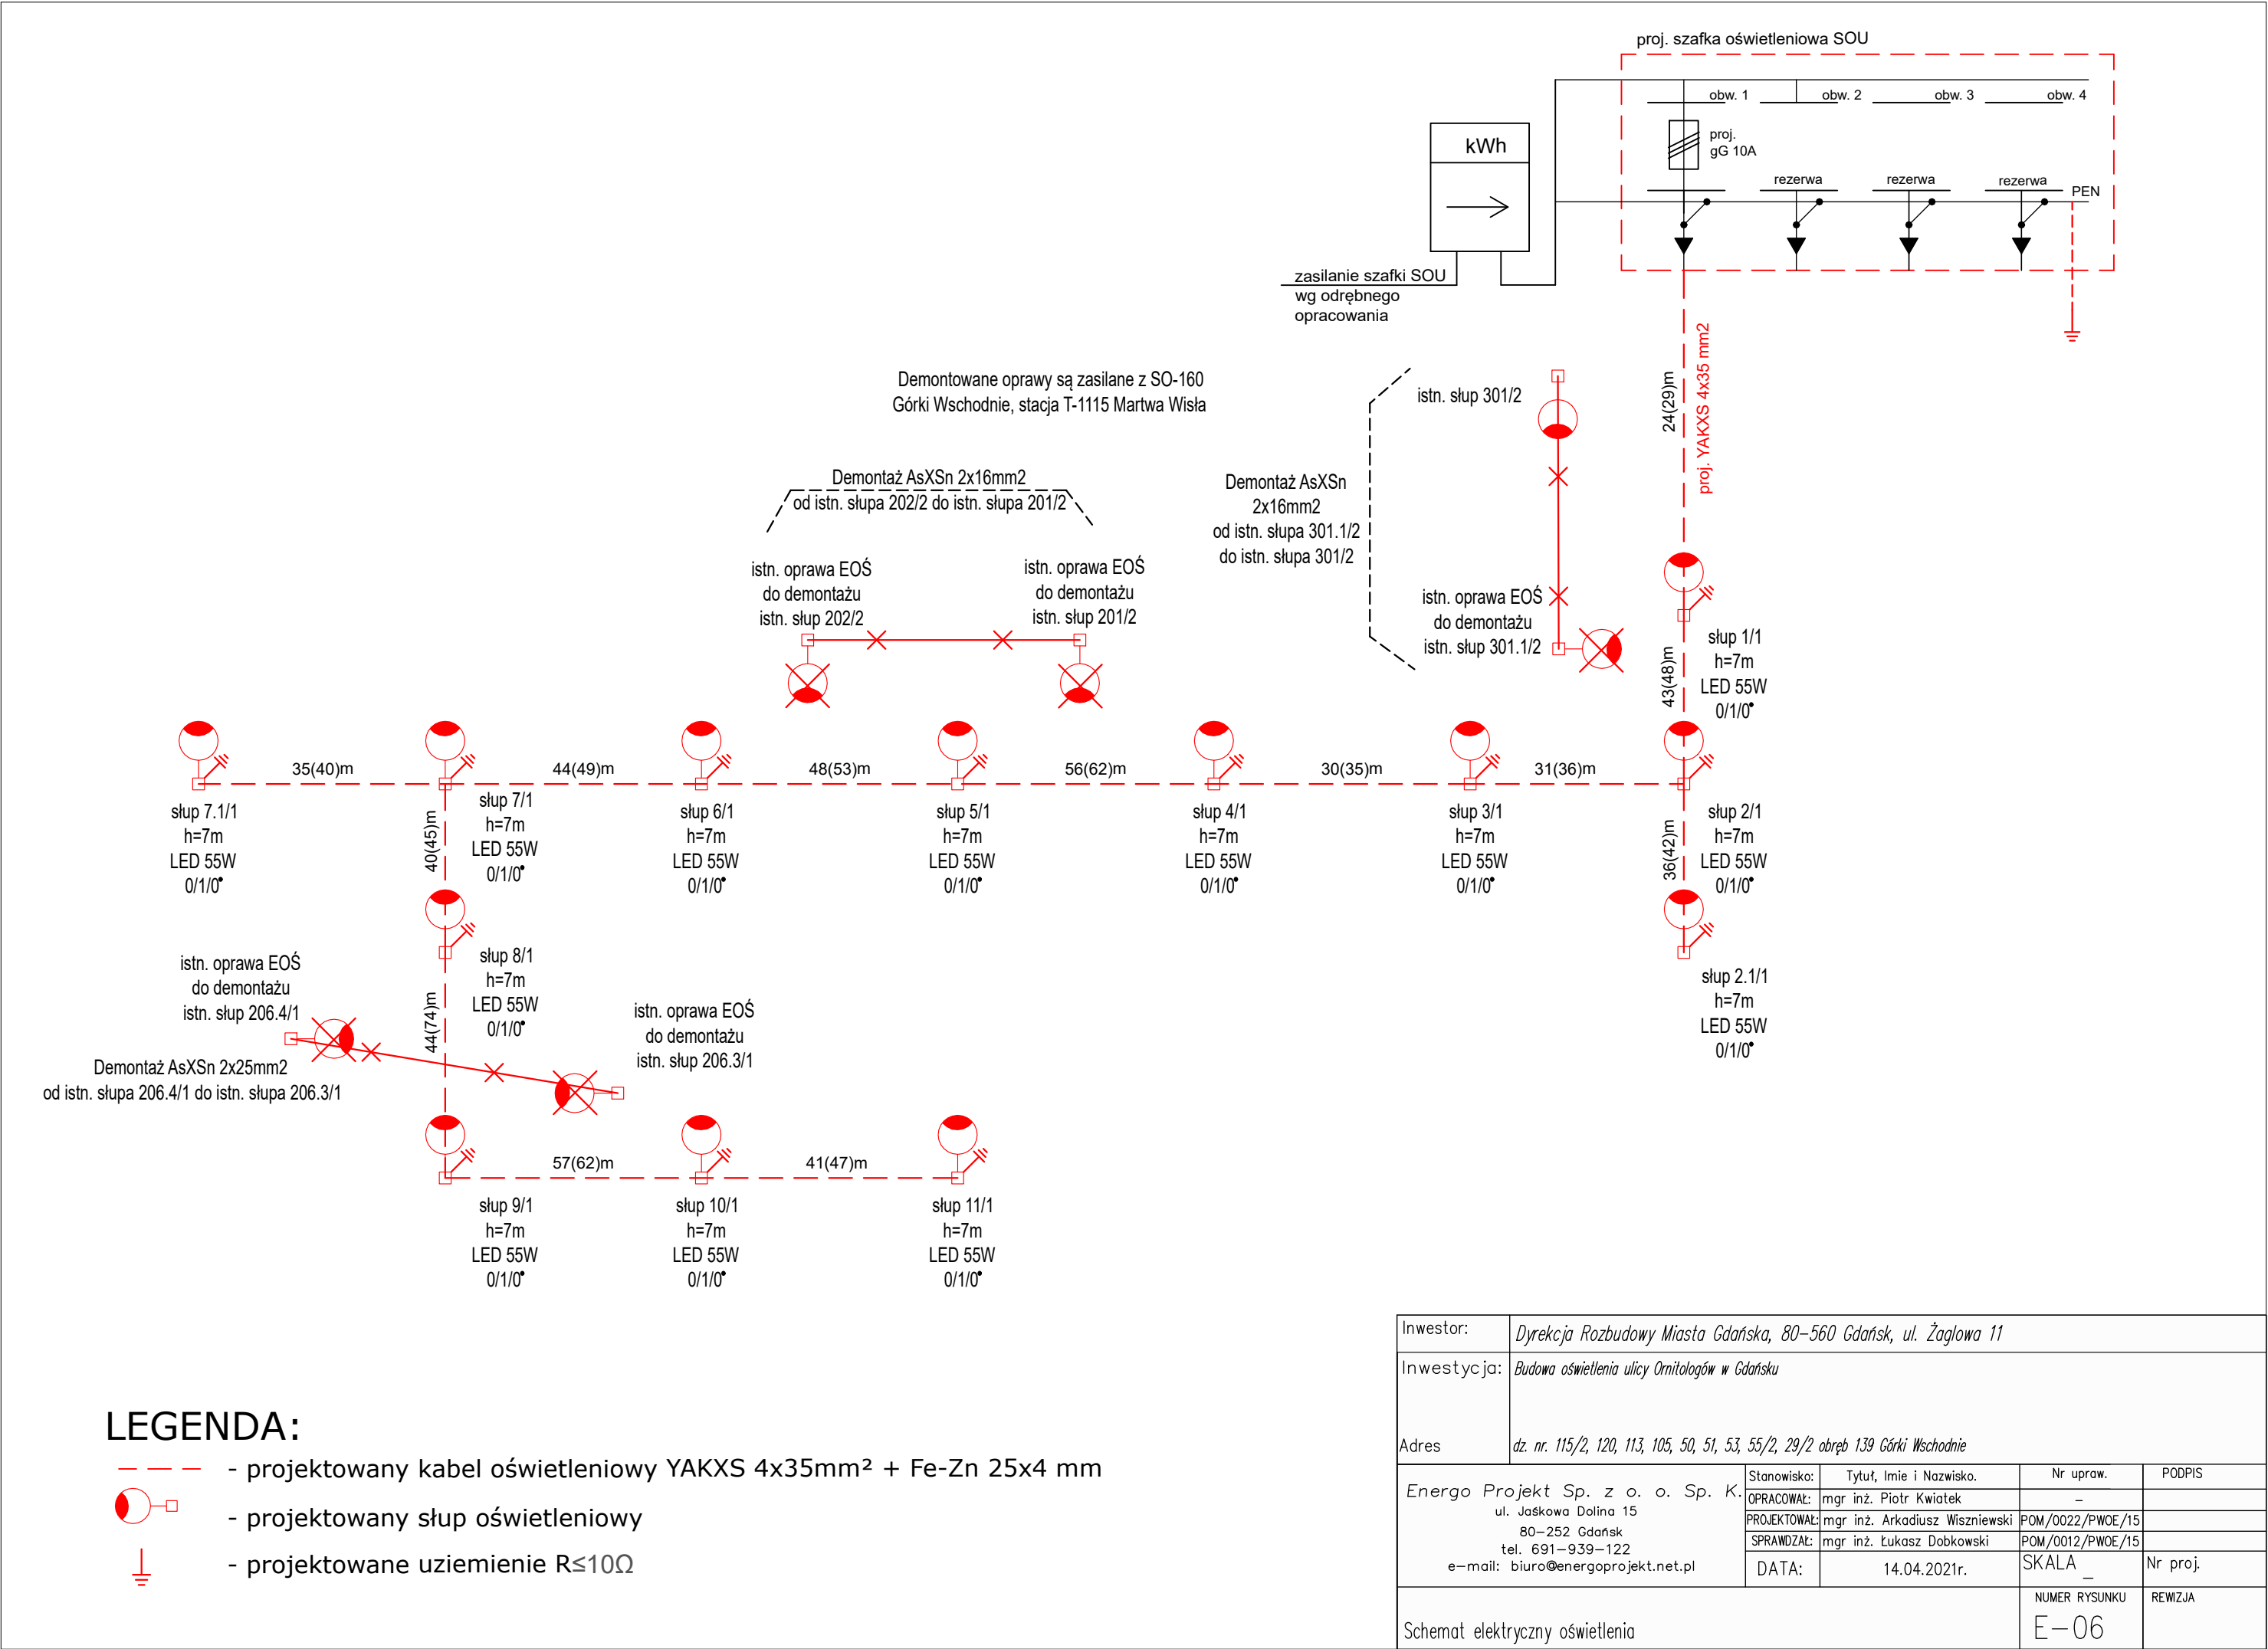 proj. szafka oświetleniowa SOU
obw. 1
obw. 2
obw. 3
obw. 4
kWh
proj.
gG 10A
rezerwa
rezerwa
rezerwa
PEN
zasilanie szafki SOU
wg odrębnego
opracowania
24(29)m
proj. YAKXS 4x35 mm2
Demontowane oprawy są zasilane z SO-160
Górki Wschodnie, stacja T-1115 Martwa Wisła
istn. słup 301/2
Demontaż AsXSn
2x16mm2
od istn. słupa 301.1/2
do istn. słupa 301/2
Demontaż AsXSn 2x16mm2
od istn. słupa 202/2 do istn. słupa 201/2
istn. oprawa EOŚ
do demontażu
istn. słup 202/2
istn. oprawa EOŚ
do demontażu
istn. słup 201/2
istn. oprawa EOŚ
do demontażu
istn. słup 301.1/2
słup 1/1
h=7m
LED 55W
0/1/0°
43(48)m
35(40)m
44(49)m
48(53)m
56(62)m
30(35)m
31(36)m
słup 7.1/1
h=7m
LED 55W
0/1/0°
40(45)m
słup 7/1
h=7m
LED 55W
0/1/0°
słup 6/1
h=7m
LED 55W
0/1/0°
słup 5/1
h=7m
LED 55W
0/1/0°
słup 4/1
h=7m
LED 55W
0/1/0°
słup 3/1
h=7m
LED 55W
0/1/0°
36(42)m
słup 2/1
h=7m
LED 55W
0/1/0°
słup 2.1/1
h=7m
LED 55W
0/1/0°
słup 8/1
h=7m
LED 55W
0/1/0°
44(74)m
istn. oprawa EOŚ
do demontażu
istn. słup 206.4/1
Demontaż AsXSn 2x25mm2
od istn. słupa 206.4/1 do istn. słupa 206.3/1
istn. oprawa EOŚ
do demontażu
istn. słup 206.3/1
57(62)m
41(47)m
słup 9/1
h=7m
LED 55W
0/1/0°
słup 10/1
h=7m
LED 55W
0/1/0°
słup 11/1
h=7m
LED 55W
0/1/0°
LEGENDA:
- projektowany kabel oświetleniowy YAKXS 4x35mm² + Fe-Zn 25x4 mm
- projektowany słup oświetleniowy
- projektowane uziemienie R≤10Ω
Inwestor: Dyrekcja Rozbudowy Miasta Gdańska, 80-560 Gdańsk, ul. Żaglowa 11
Inwestycja: Budowa oświetlenia ulicy Ornitologów w Gdańsku
Adres dz. nr. 115/2, 120, 113, 105, 50, 51, 53, 55/2, 29/2 obręb 139 Górki Wschodnie
Energo Projekt Sp. z o. o. Sp. K.
ul. Jaśkowa Dolina 15
80-252 Gdańsk
tel. 691-939-122
e-mail: biuro@energoprojekt.net.pl
Stanowisko: Tytuł, Imie i Nazwisko. Nr upraw. PODPIS
OPRACOWAŁ: mgr inż. Piotr Kwiatek –
PROJEKTOWAŁ: mgr inż. Arkadiusz Wiszniewski POM/0022/PWOE/15
SPRAWDZAŁ: mgr inż. Łukasz Dobkowski POM/0012/PWOE/15
DATA: 14.04.2021r. SKALA – Nr proj.
Schemat elektryczny oświetlenia
NUMER RYSUNKU
E-06
REWIZJA